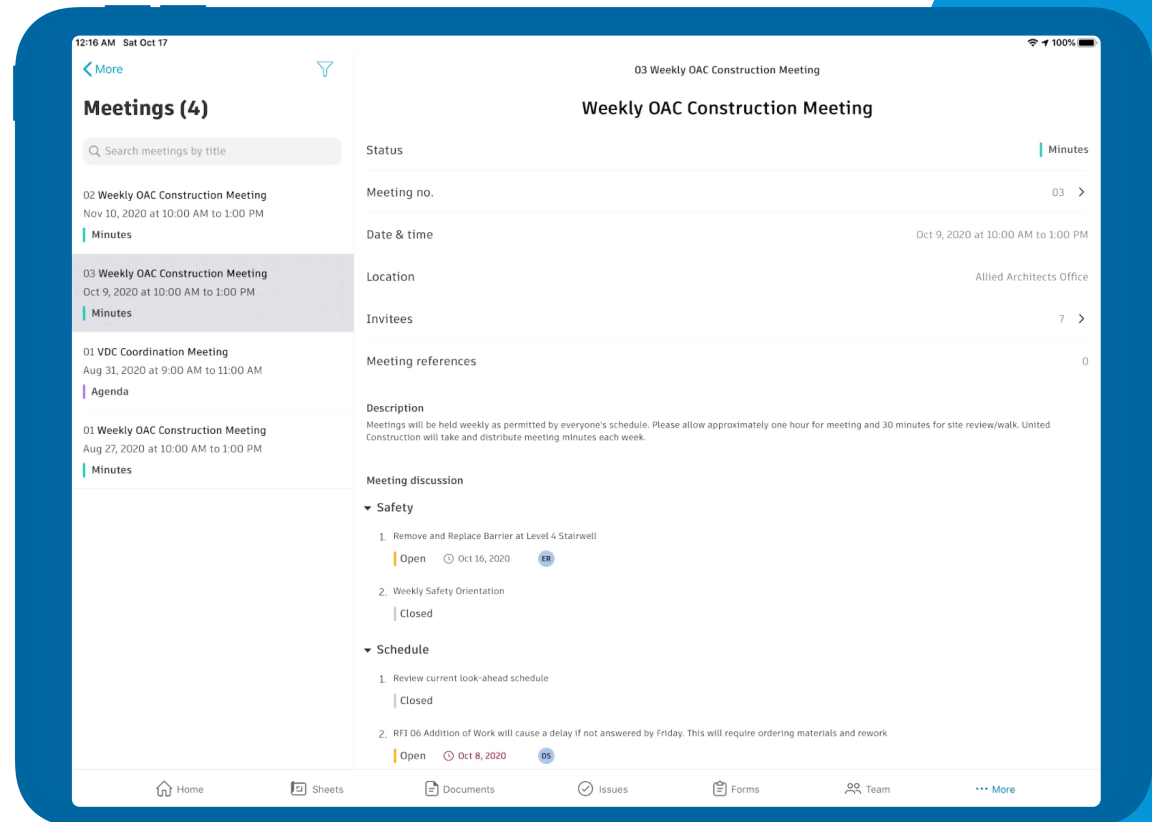 12:16 AM Sat Oct 17
100%
More
Meetings (4)
Search meetings by title
02 Weekly OAC Construction Meeting
Nov 10, 2020 at 10:00 AM to 1:00 PM
Minutes
03 Weekly OAC Construction Meeting
Oct 9, 2020 at 10:00 AM to 1:00 PM
Minutes
01 VDC Coordination Meeting
Aug 31, 2020 at 9:00 AM to 11:00 AM
Agenda
01 Weekly OAC Construction Meeting
Aug 27, 2020 at 10:00 AM to 1:00 PM
Minutes
03 Weekly OAC Construction Meeting
Weekly OAC Construction Meeting
Status Minutes
Meeting no. 03
Date & time Oct 9, 2020 at 10:00 AM to 1:00 PM
Location Allied Architects Office
Invitees 7
Meeting references 0
Description
Meetings will be held weekly as permitted by everyone's schedule. Please allow approximately one hour for meeting and 30 minutes for site review/walk. United
Construction will take and distribute meeting minutes each week.
Meeting discussion
Safety
1. Remove and Replace Barrier at Level 4 Stairwell
Open Oct 16, 2020 ER
2. Weekly Safety Orientation
Closed
Schedule
1. Review current look-ahead schedule
Closed
2. RFI 06 Addition of Work will cause a delay if not answered by Friday. This will require ordering materials and rework
Open Oct 8, 2020 DS
Home Sheets Documents Issues Forms Team More